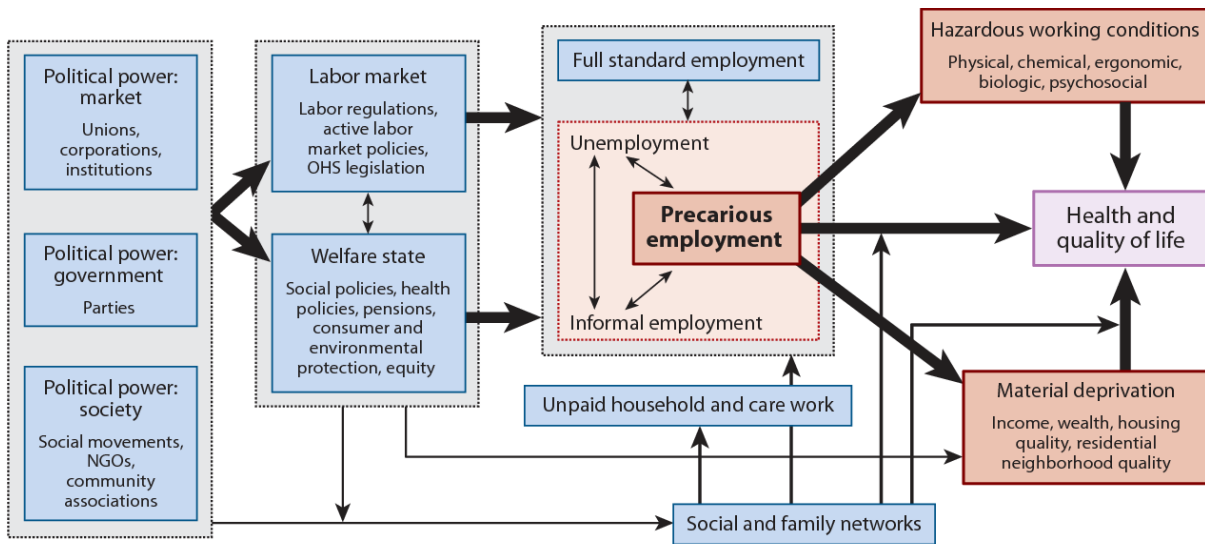 Political power:
market
Unions,
corporations,
institutions
Political power:
government
Parties
Political power:
society
Social movements,
NGOs,
community
associations
Labor market
Labor regulations,
active labor
market policies,
OHS legislation
Welfare state
Social policies, health
policies, pensions,
consumer and
environmental
protection, equity
Full standard employment
Unemployment
Precarious
employment
Informal employment
Unpaid household and care work
Social and family networks
Hazardous working conditions
Physical, chemical, ergonomic,
biologic, psychosocial
Health and
quality of life
Material deprivation
Income, wealth, housing
quality, residential
neighborhood quality